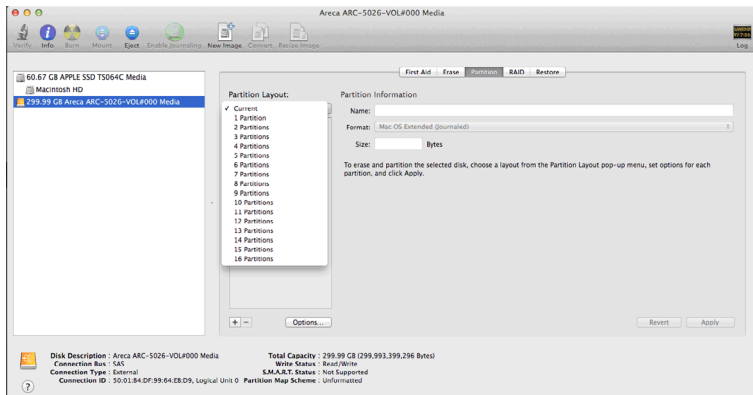 Areca ARC-5026-VOL#000 Media
Verify Info Burn Mount Eject Enable Journaling New Image Convert Resize Image Log
First Aid Erase Partition RAID Restore
60.67 GB APPLE SSD TS064C Media
Macintosh HD
299.99 GB Areca ARC-5026-VOL#000 Media
Partition Layout:
✓ Current
1 Partition
2 Partitions
3 Partitions
4 Partitions
5 Partitions
6 Partitions
7 Partitions
8 Partitions
9 Partitions
10 Partitions
11 Partitions
12 Partitions
13 Partitions
14 Partitions
15 Partitions
16 Partitions
+ − Options...
Partition Information
Name:
Format: Mac OS Extended (Journaled)
Size: Bytes
To erase and partition the selected disk, choose a layout from the Partition Layout pop-up menu, set options for each
partition, and click Apply.
Revert Apply
Disk Description : Areca ARC-5026-VOL#000 Media
Connection Bus : SAS
Connection Type : External
Connection ID : 50:01:B4:DF:99:64:E8:D9, Logical Unit 0
Total Capacity : 299.99 GB (299,993,399,296 Bytes)
Write Status : Read/Write
S.M.A.R.T. Status : Not Supported
Partition Map Scheme : Unformatted
?